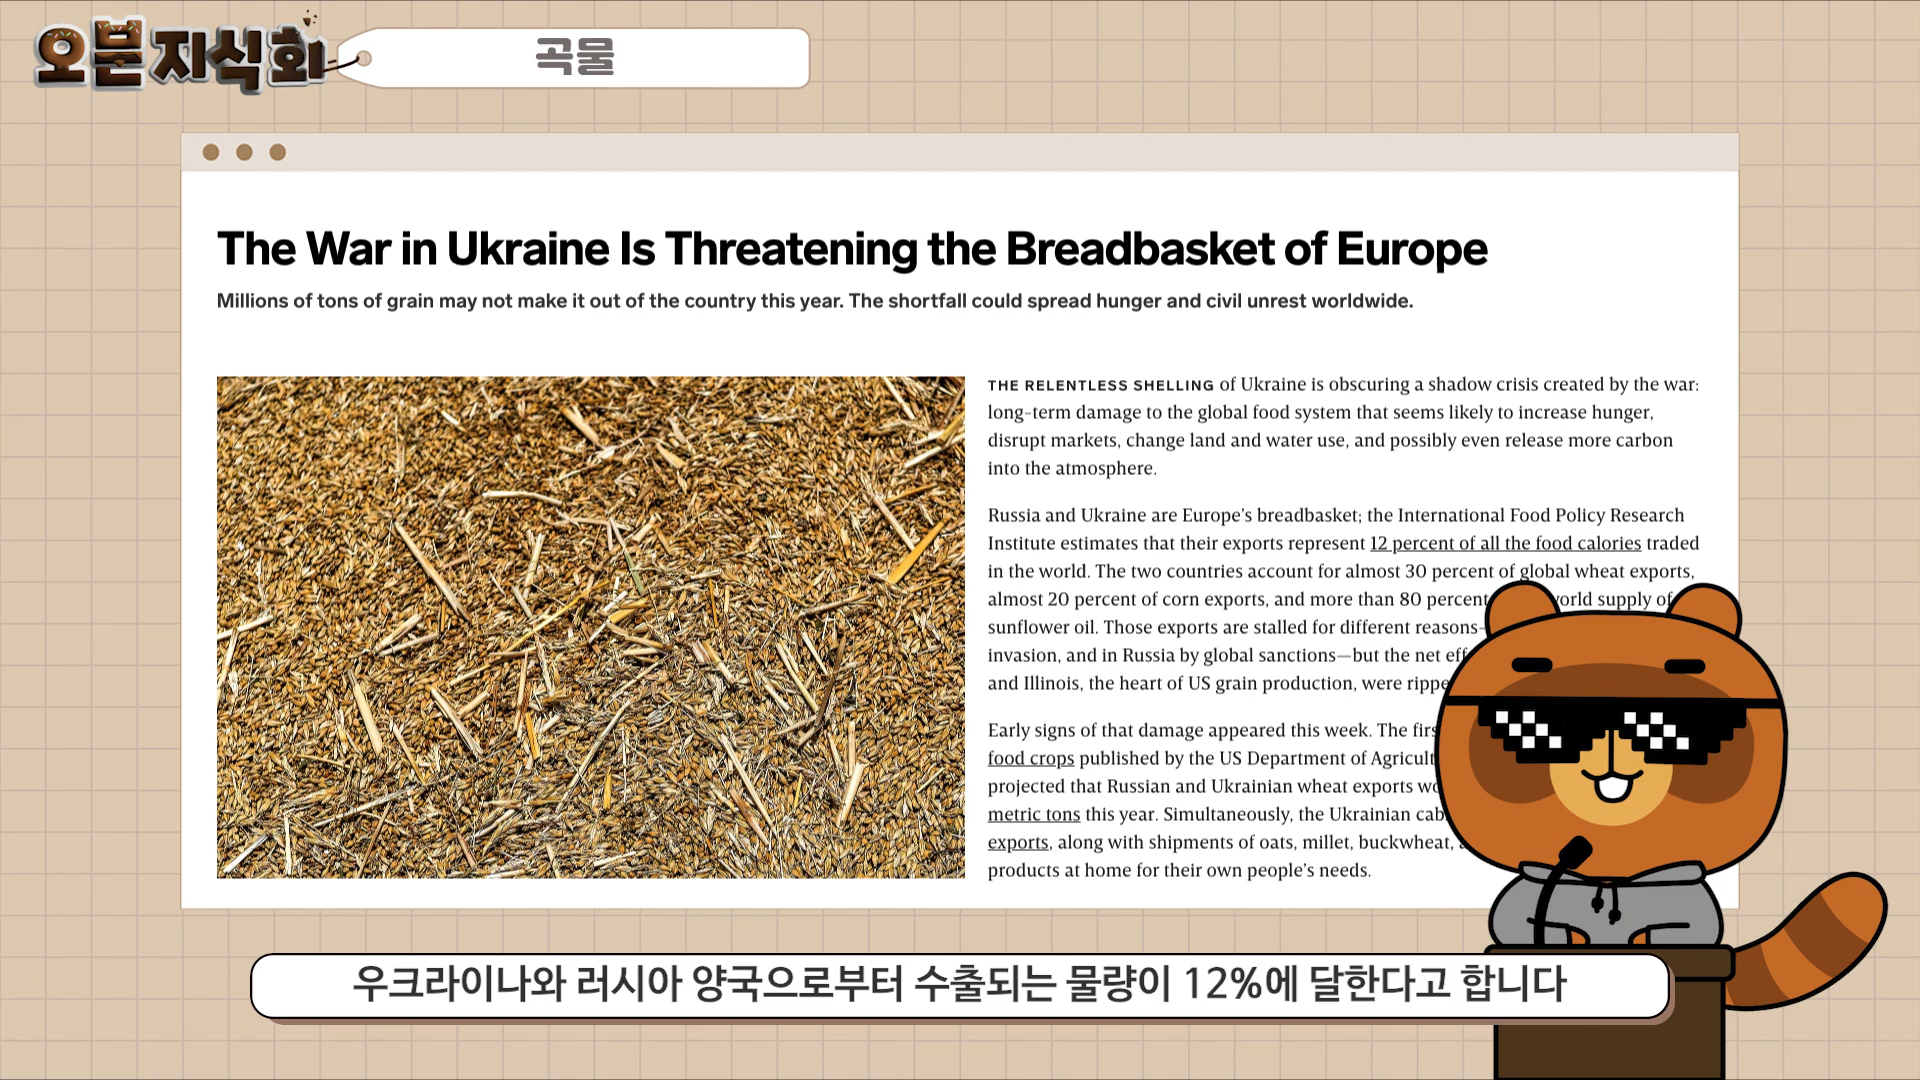 오븐 지식회
곡물
The War in Ukraine Is Threatening the Breadbasket of Europe
Millions of tons of grain may not make it out of the country this year. The shortfall could spread hunger and civil unrest worldwide.
THE RELENTLESS SHELLING of Ukraine is obscuring a shadow crisis created by the war:
long-term damage to the global food system that seems likely to increase hunger,
disrupt markets, change land and water use, and possibly even release more carbon
into the atmosphere.
Russia and Ukraine are Europe's breadbasket; the International Food Policy Research
Institute estimates that their exports represent 12 percent of all the food calories traded
in the world. The two countries account for almost 30 percent of global wheat exports,
almost 20 percent of corn exports, and more than 80 percent world supply of
sunflower oil. Those exports are stalled for different reasons—
invasion, and in Russia by global sanctions—but the net
and Illinois, the heart of US grain production, were
Early signs of that damage appeared this week. The
food crops published by the US Department of
projected that Russian and Ukrainian wheat exports
metric tons this year. Simultaneously, the Ukrainian
exports, along with shipments of oats, millet, buckwheat,
products at home for their own people's needs.
우크라이나와 러시아 양국으로부터 수출되는 물량이 12%에 달한다고 합니다